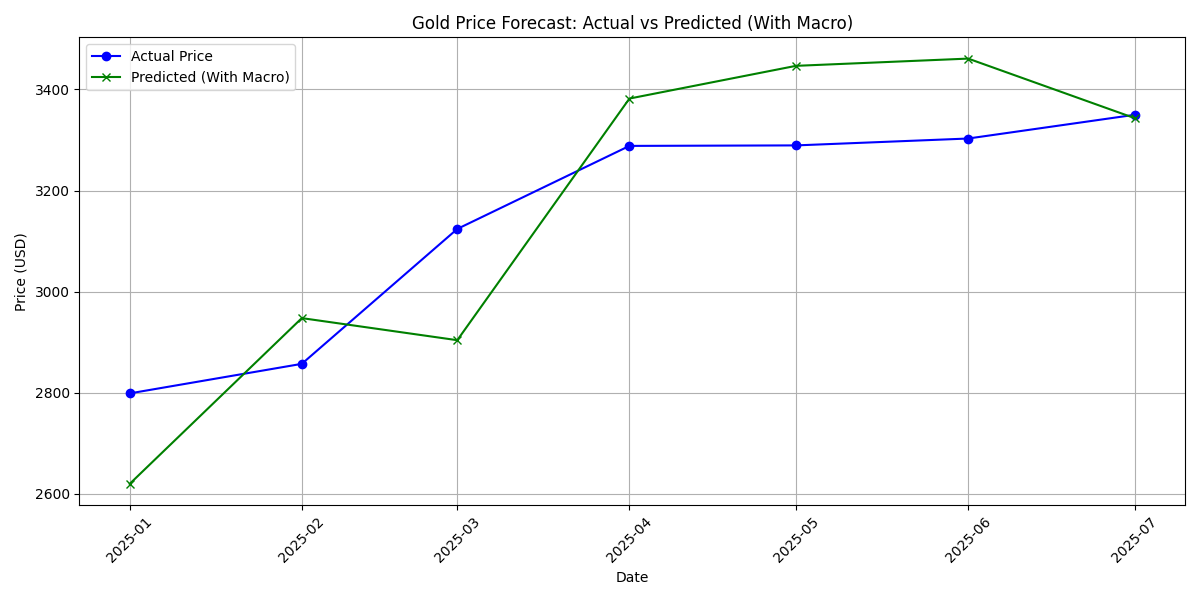 Gold Price Forecast: Actual vs Predicted (With Macro)
Actual Price
Predicted (With Macro)
Price (USD)
3400
3200
3000
2800
2600
2025-01
2025-02
2025-03
2025-04
2025-05
2025-06
2025-07
Date